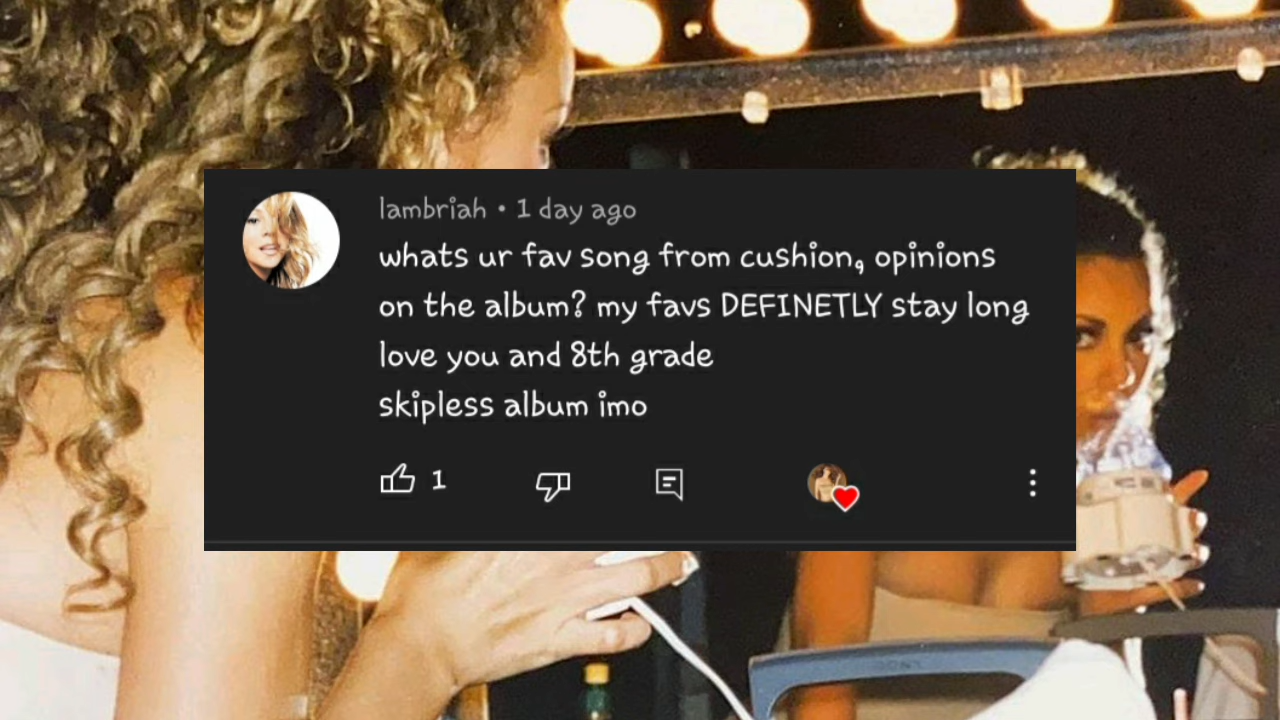 lambriah • 1 day ago
whats ur fav song from cushion, opinions
on the album? my favs DEFINETLY stay long
love you and 8th grade
skipless album imo
1
SONY